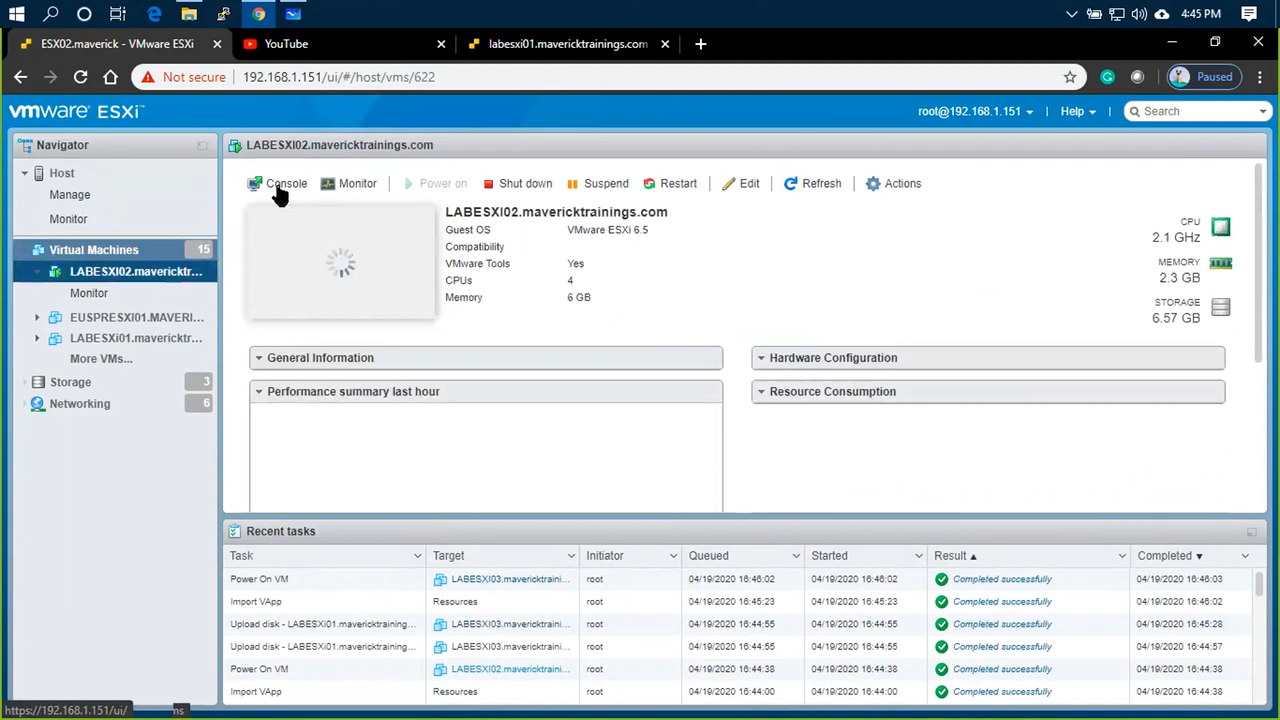 4:45 PM
ESX02.maverick - VMware ESXi
YouTube
labesxi01.mavericktrainings.com
Not secure
192.168.1.151/ui/#/host/vms/622
Paused
vmware ESXi™
root@192.168.1.151
Help
Search
Navigator
LABESXI02.mavericktrainings.com
Host
Manage
Monitor
Virtual Machines
15
LABESXI02.mavericktr...
Monitor
EUSPRESXI01.MAVERI...
LABESXi01.mavericktr...
More VMs...
Storage
3
Networking
6
Console
Monitor
Power on
Shut down
Suspend
Restart
Edit
Refresh
Actions
LABESXI02.mavericktrainings.com
Guest OS VMware ESXi 6.5
Compatibility
VMware Tools Yes
CPUs 4
Memory 6 GB
CPU
2.1 GHz
MEMORY
2.3 GB
STORAGE
6.57 GB
General Information
Hardware Configuration
Performance summary last hour
Resource Consumption
Recent tasks
Task Target Initiator Queued Started Result Completed
Power On VM LABESXI03.mavericktraini... root 04/19/2020 16:46:02 04/19/2020 16:46:02 Completed successfully 04/19/2020 16:46:03
Import VApp Resources root 04/19/2020 16:45:23 04/19/2020 16:45:23 Completed successfully 04/19/2020 16:46:02
Upload disk - LABESXi01.mavericktraining... LABESXI03.mavericktraini... root 04/19/2020 16:44:55 04/19/2020 16:44:55 Completed successfully 04/19/2020 16:45:28
Upload disk - LABESXi01.mavericktraining... LABESXI03.mavericktraini... root 04/19/2020 16:44:55 04/19/2020 16:44:55 Completed successfully 04/19/2020 16:44:57
Power On VM LABESXI02.mavericktraini... root 04/19/2020 16:44:38 04/19/2020 16:44:38 Completed successfully 04/19/2020 16:44:38
Import VApp Resources root 04/19/2020 16:44:00 04/19/2020 16:44:00 Completed successfully 04/19/2020 16:44:38
https://192.168.1.151/ui/
ns